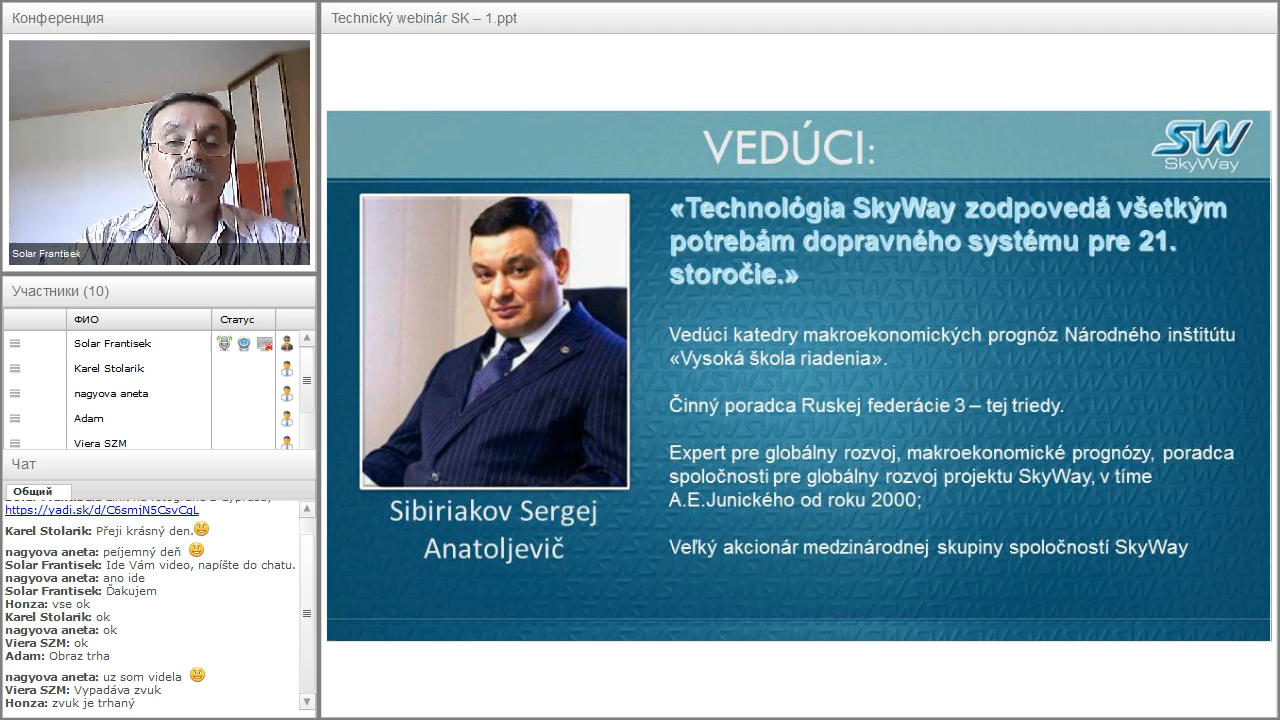 Конференция
Solar Frantisek
Участники (10)
ФИО Статус
Solar Frantisek
Karel Stolarik
nagyova aneta
Adam
Viera SZM
Чат
Общий
https://yadi.sk/d/C6smjN5CsvCgL
Karel Stolarik: Přeji krásný den.
nagyova aneta: peíjemný deň
Solar Frantisek: Ide Vám video, napíšte do chatu.
nagyova aneta: ano ide
Solar Frantisek: Ďakujem
Honza: vse ok
Karel Stolarik: ok
nagyova aneta: ok
Viera SZM: ok
Adam: Obraz trha
nagyova aneta: uz som videla
Viera SZM: Vypadáva zvuk
Honza: zvuk je trhaný
Technický webinár SK – 1.ppt
VEDÚCI:
SW
SkyWay
«Technológia SkyWay zodpovedá všetkým
potrebám dopravného systému pre 21.
storočie.»
Vedúci katedry makroekonomických prognóz Národného inštitútu
«Vysoká škola riadenia».
Činný poradca Ruskej federácie 3 – tej triedy.
Expert pre globálny rozvoj, makroekonomické prognózy, poradca
spoločnosti pre globálny rozvoj projektu SkyWay, v tíme
A.E.Junického od roku 2000;
Veľký akcionár medzinárodnej skupiny spoločností SkyWay
Sibiriakov Sergej
Anatoljevič